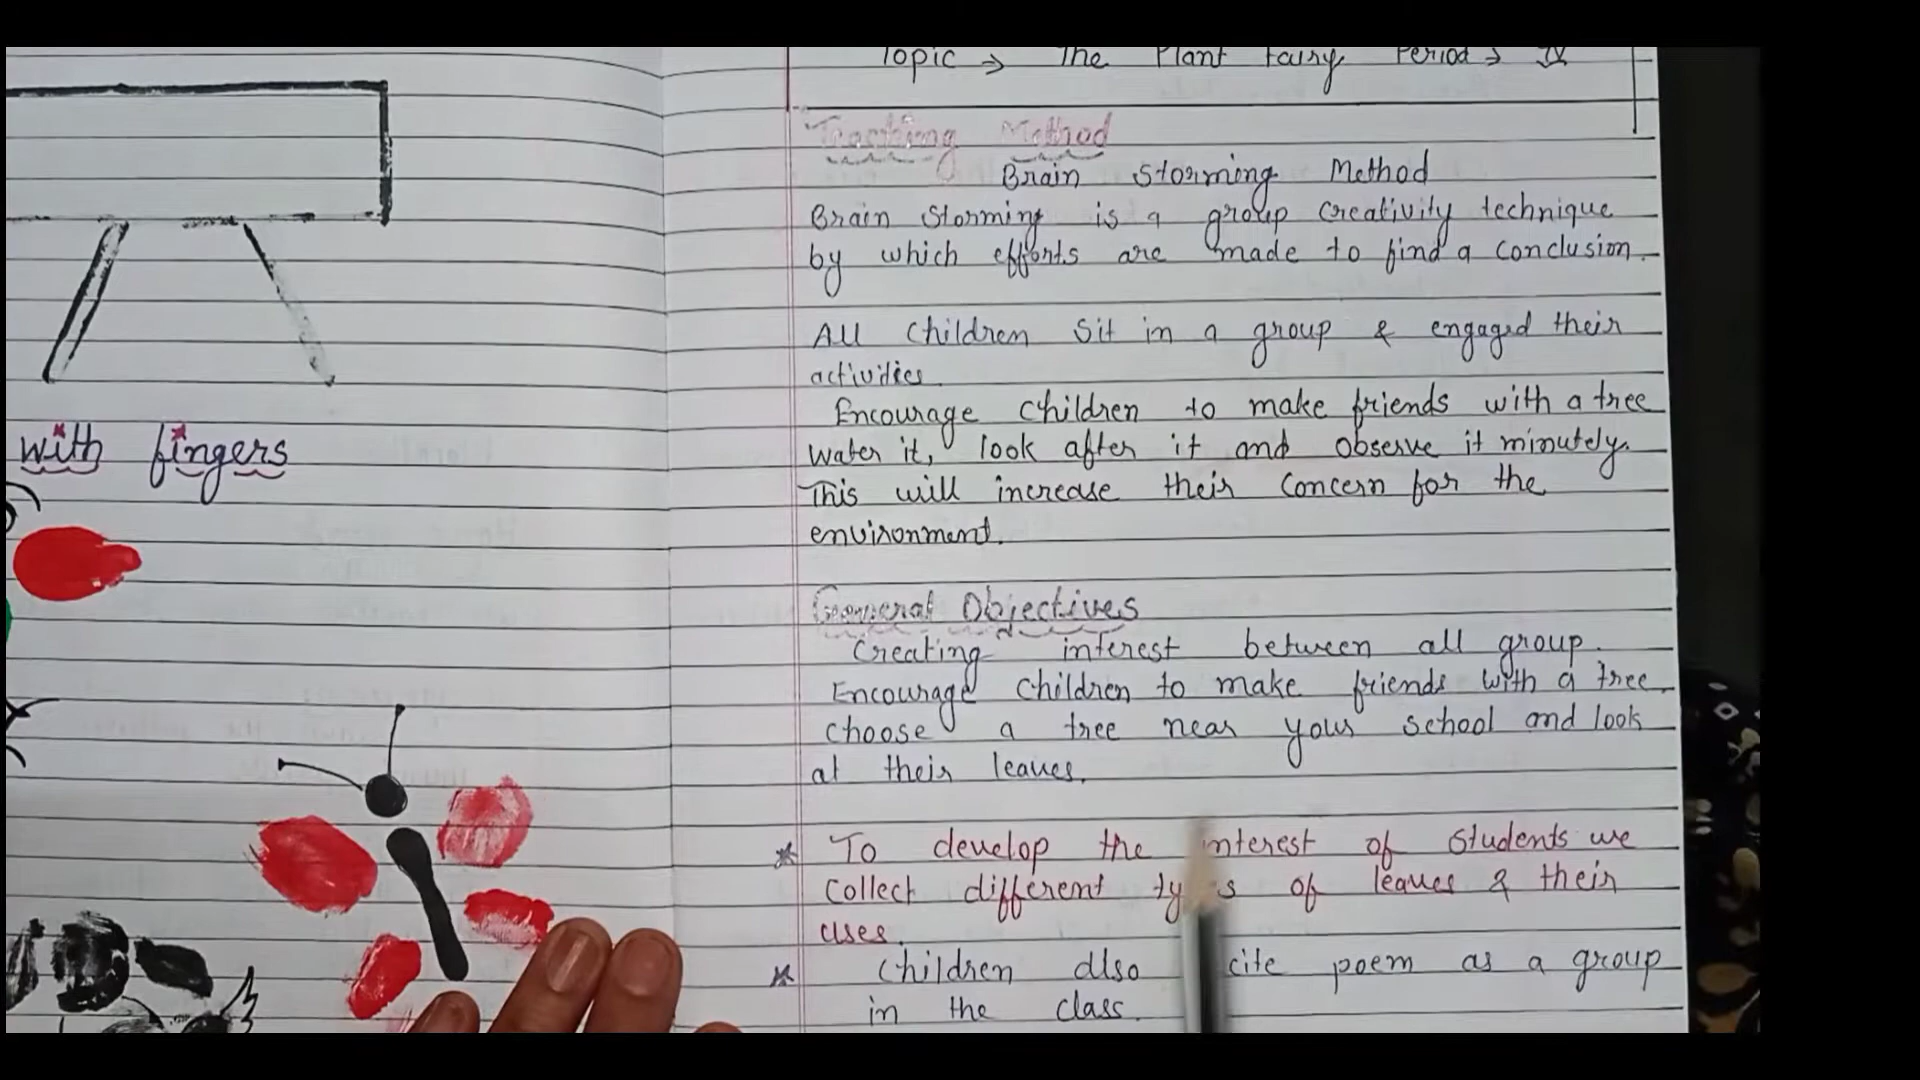 with fingers
Topic → The Plant Fairy Period → IV
Teaching Method
Brain Storming Method
Brain Storming is a group creativity technique
by which efforts are made to find a conclusion.
All children sit in a group & engaged their
activities.
Encourage children to make friends with a tree
water it, look after it and observe it minutely.
This will increase their concern for the
environment.
General Objectives
Creating interest between all group.
Encourage children to make friends with a tree.
choose a tree near your school and look
at their leaves.
* To develop the interest of students we
collect different of leaves & their
uses.
* Children also poem as a group
in the class.